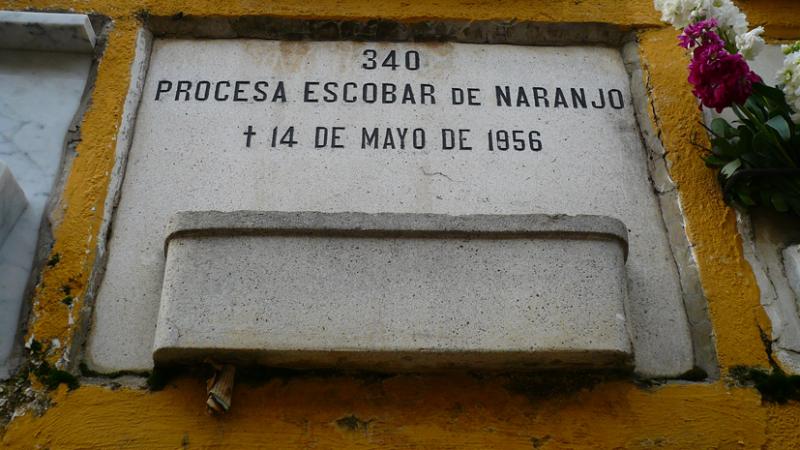 340
PROCESA ESCOBAR DE NARANJO
✝ 14 DE MAYO DE 1956